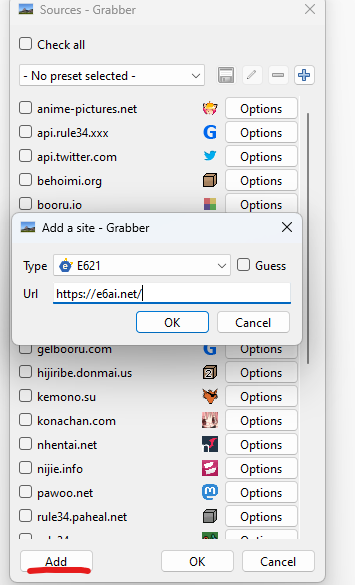 Sources - Grabber
Check all
- No preset selected -
anime-pictures.net Options
api.rule34.xxx Options
api.twitter.com Options
behoimi.org Options
booru.io
Add a site - Grabber
Type E621 Guess
Url https://e6ai.net/
OK Cancel
gelbooru.com
hijiribe.donmai.us Options
kemono.su Options
konachan.com Options
nhentai.net Options
nijie.info Options
pawoo.net Options
rule34.paheal.net Options
Add OK Cancel